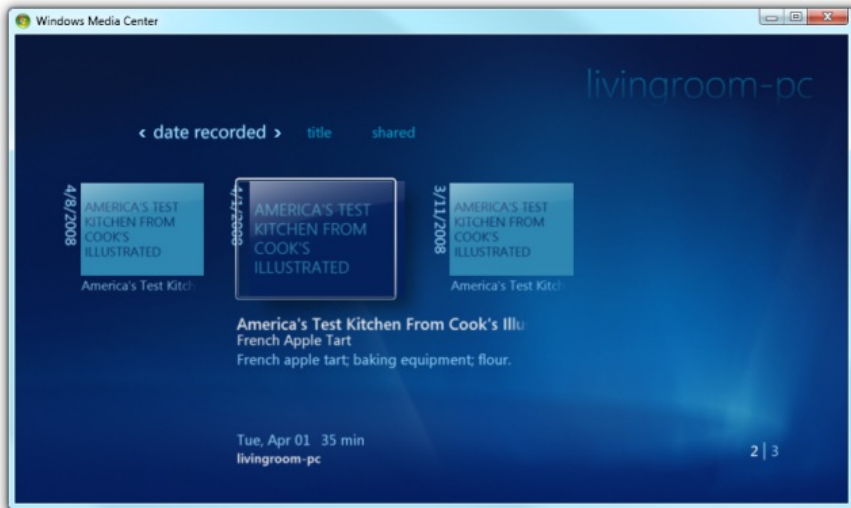 Windows Media Center
livingroom-pc
‹ date recorded › title shared
4/8/2008
AMERICA'S TEST
KITCHEN FROM
COOK'S
ILLUSTRATED
America's Test Kitch
4/1/2008
AMERICA'S TEST
KITCHEN FROM
COOK'S
ILLUSTRATED
3/11/2008
AMERICA'S TEST
KITCHEN FROM
COOK'S
ILLUSTRATED
America's Test Kitch
America's Test Kitchen From Cook's Illu
French Apple Tart
French apple tart; baking equipment; flour.
Tue, Apr 01 35 min
livingroom-pc
2 | 3